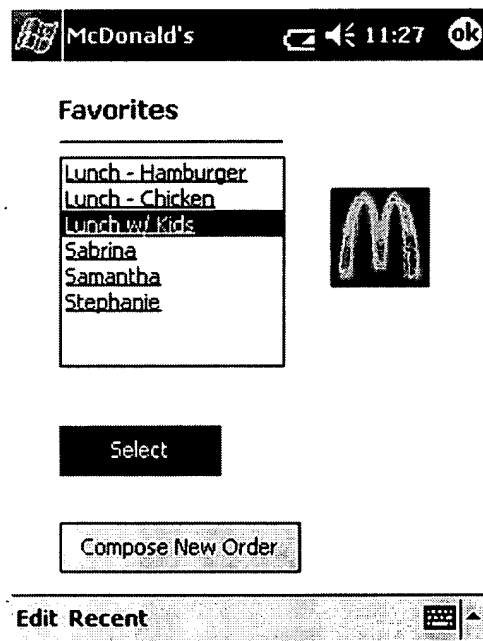 McDonald's 11:27 ok
Favorites
Lunch - Hamburger
Lunch - Chicken
Lunch w/ Kids
Sabrina
Samantha
Stephanie
Select
Compose New Order
Edit Recent